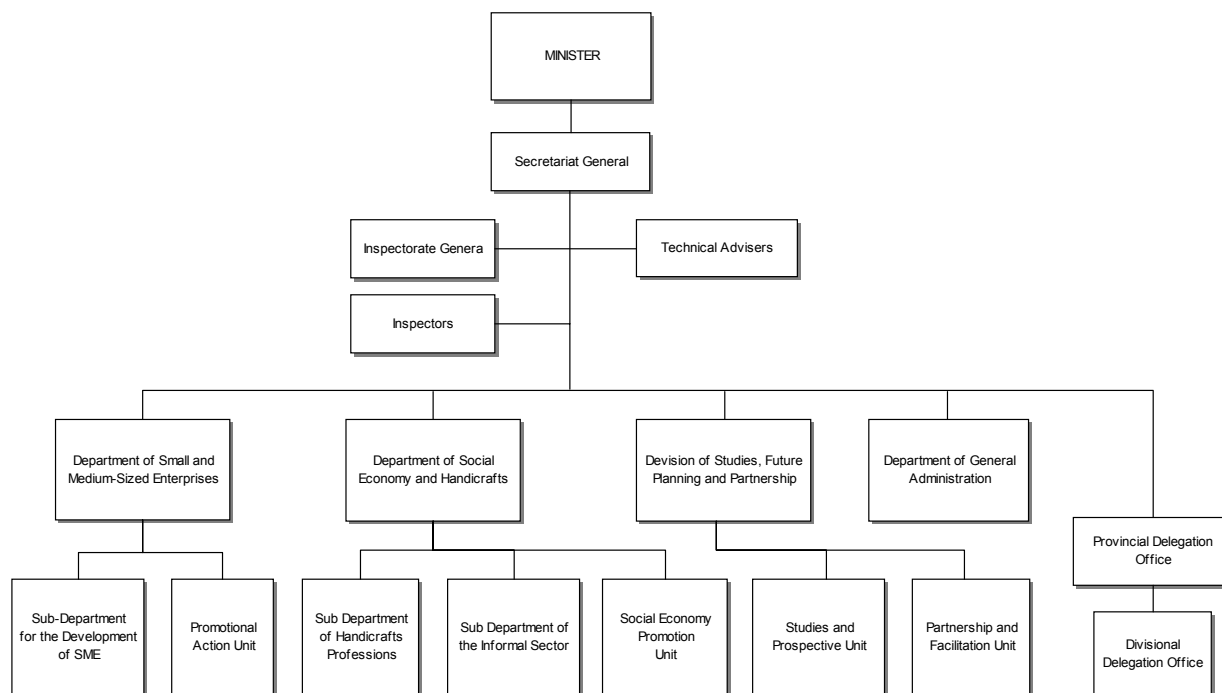 MINISTER
Secretariat General
Inspectorate Genera
Technical Advisers
Inspectors
Department of Small and
Medium-Sized Enterprises
Department of Social
Economy and Handicrafts
Devision of Studies, Future
Planning and Partnership
Department of General
Administration
Provincial Delegation
Office
Sub-Department
for the Development
of SME
Promotional
Action Unit
Sub Department
of Handicrafts
Professions
Sub Department of
the Informal Sector
Social Economy
Promotion
Unit
Studies and
Prospective Unit
Partnership and
Facilitation Unit
Divisional
Delegation Office